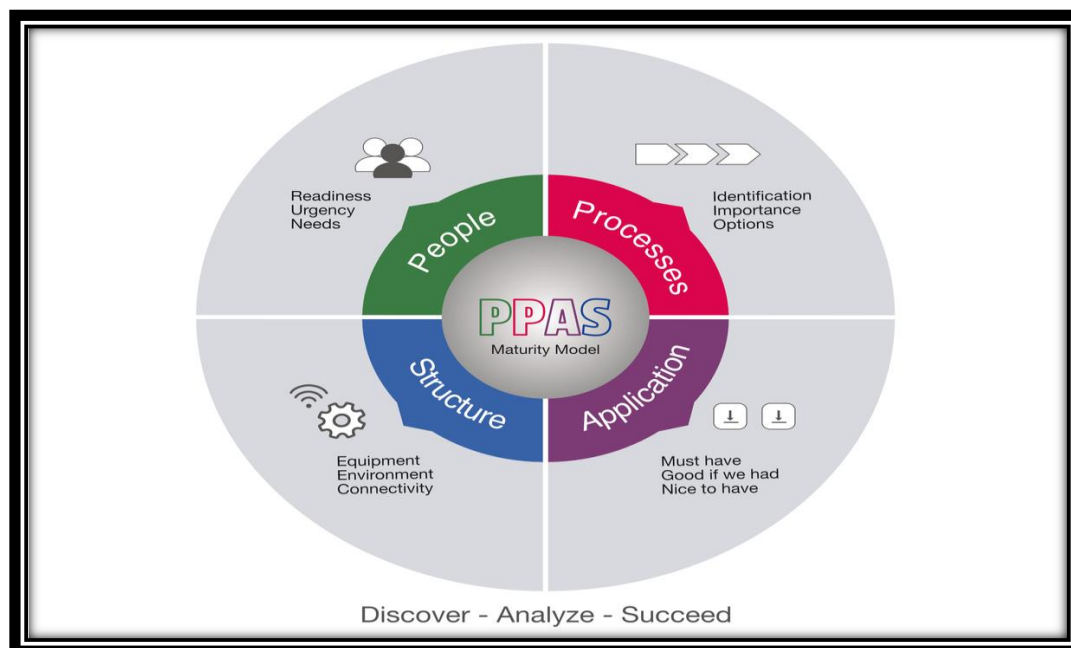 Readiness
Urgency
Needs
People
Identification
Importance
Options
Processes
PPAS
Maturity Model
Structure
Equipment
Environment
Connectivity
Application
Must have
Good if we had
Nice to have
Discover - Analyze - Succeed